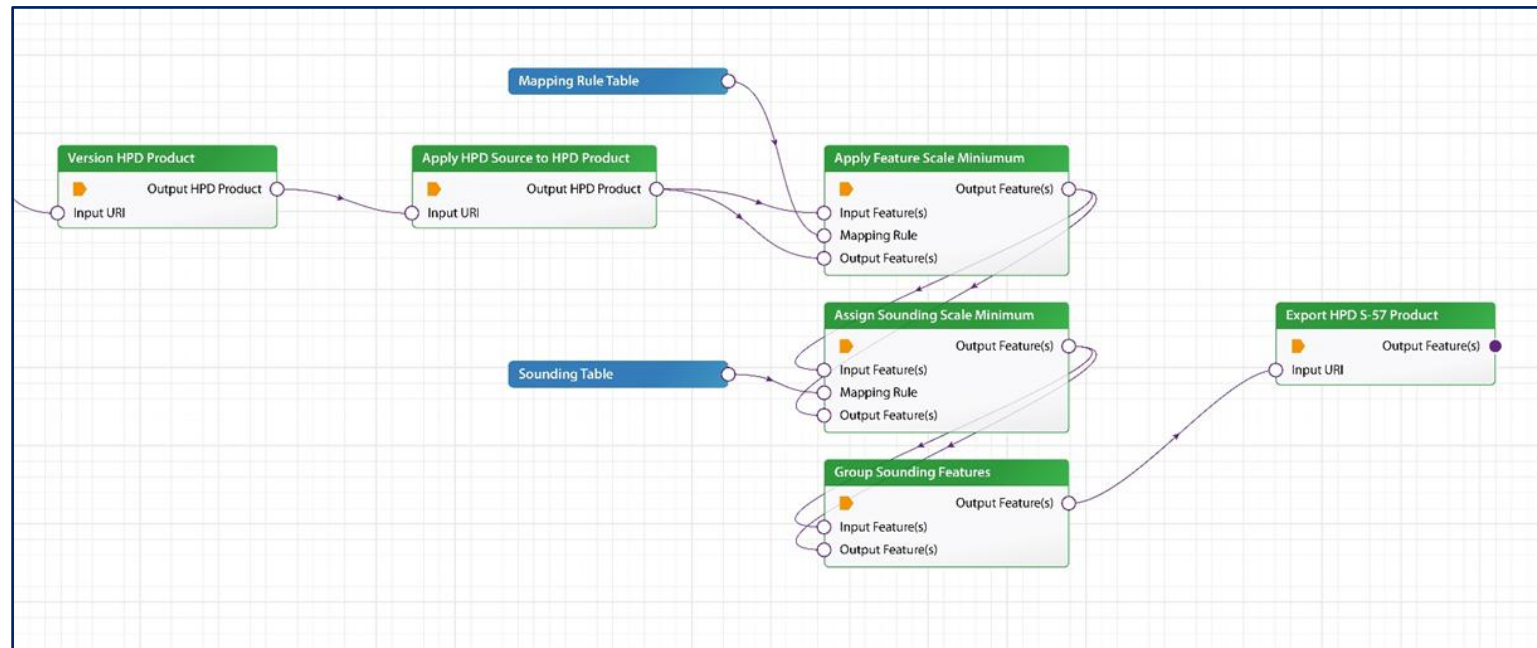 Mapping Rule Table
Version HPD Product
Output HPD Product
Input URI
Apply HPD Source to HPD Product
Output HPD Product
Input URI
Apply Feature Scale Miniumum
Output Feature(s)
Input Feature(s)
Mapping Rule
Output Feature(s)
Sounding Table
Assign Sounding Scale Minimum
Output Feature(s)
Input Feature(s)
Mapping Rule
Output Feature(s)
Group Sounding Features
Output Feature(s)
Input Feature(s)
Output Feature(s)
Export HPD S-57 Product
Output Feature(s)
Input URI